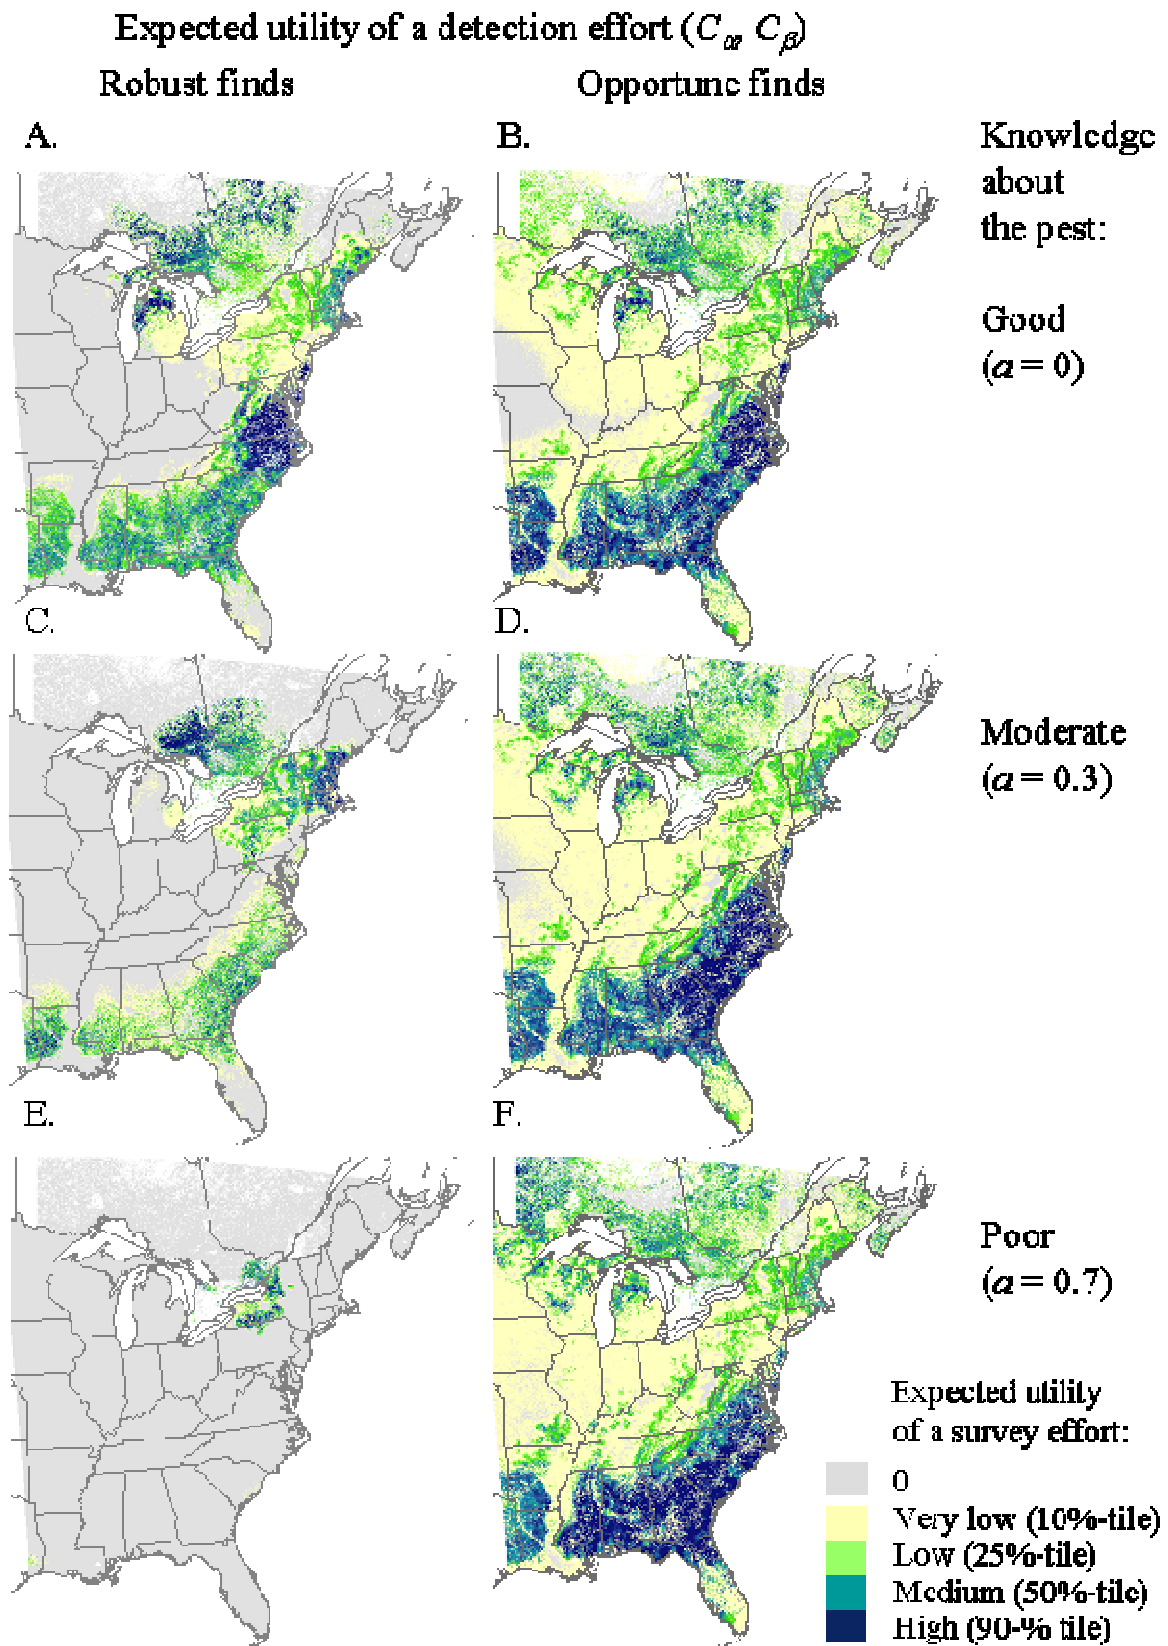 Expected utility of a detection effort (C_α, C_β)
Robust finds
Opportune finds
A.
B.
Knowledge
about
the pest:
Good
(a = 0)
C.
D.
Moderate
(a = 0.3)
E.
F.
Poor
(a = 0.7)
Expected utility
of a survey effort:
0
Very low (10%-tile)
Low (25%-tile)
Medium (50%-tile)
High (90-% tile)